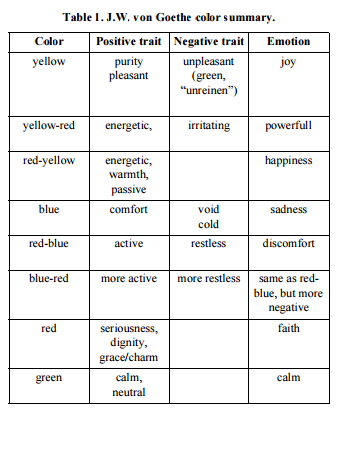 Table 1. J.W. von Goethe color summary.
Color Positive trait Negative trait Emotion
yellow purity unpleasant joy
pleasant (green,
“unreinen”)
yellow-red energetic, irritating powerfull
red-yellow energetic, happiness
warmth,
passive
blue comfort void sadness
cold
red-blue active restless discomfort
blue-red more active more restless same as red-
blue, but more
negative
red seriousness, faith
dignity,
grace/charm
green calm, calm
neutral